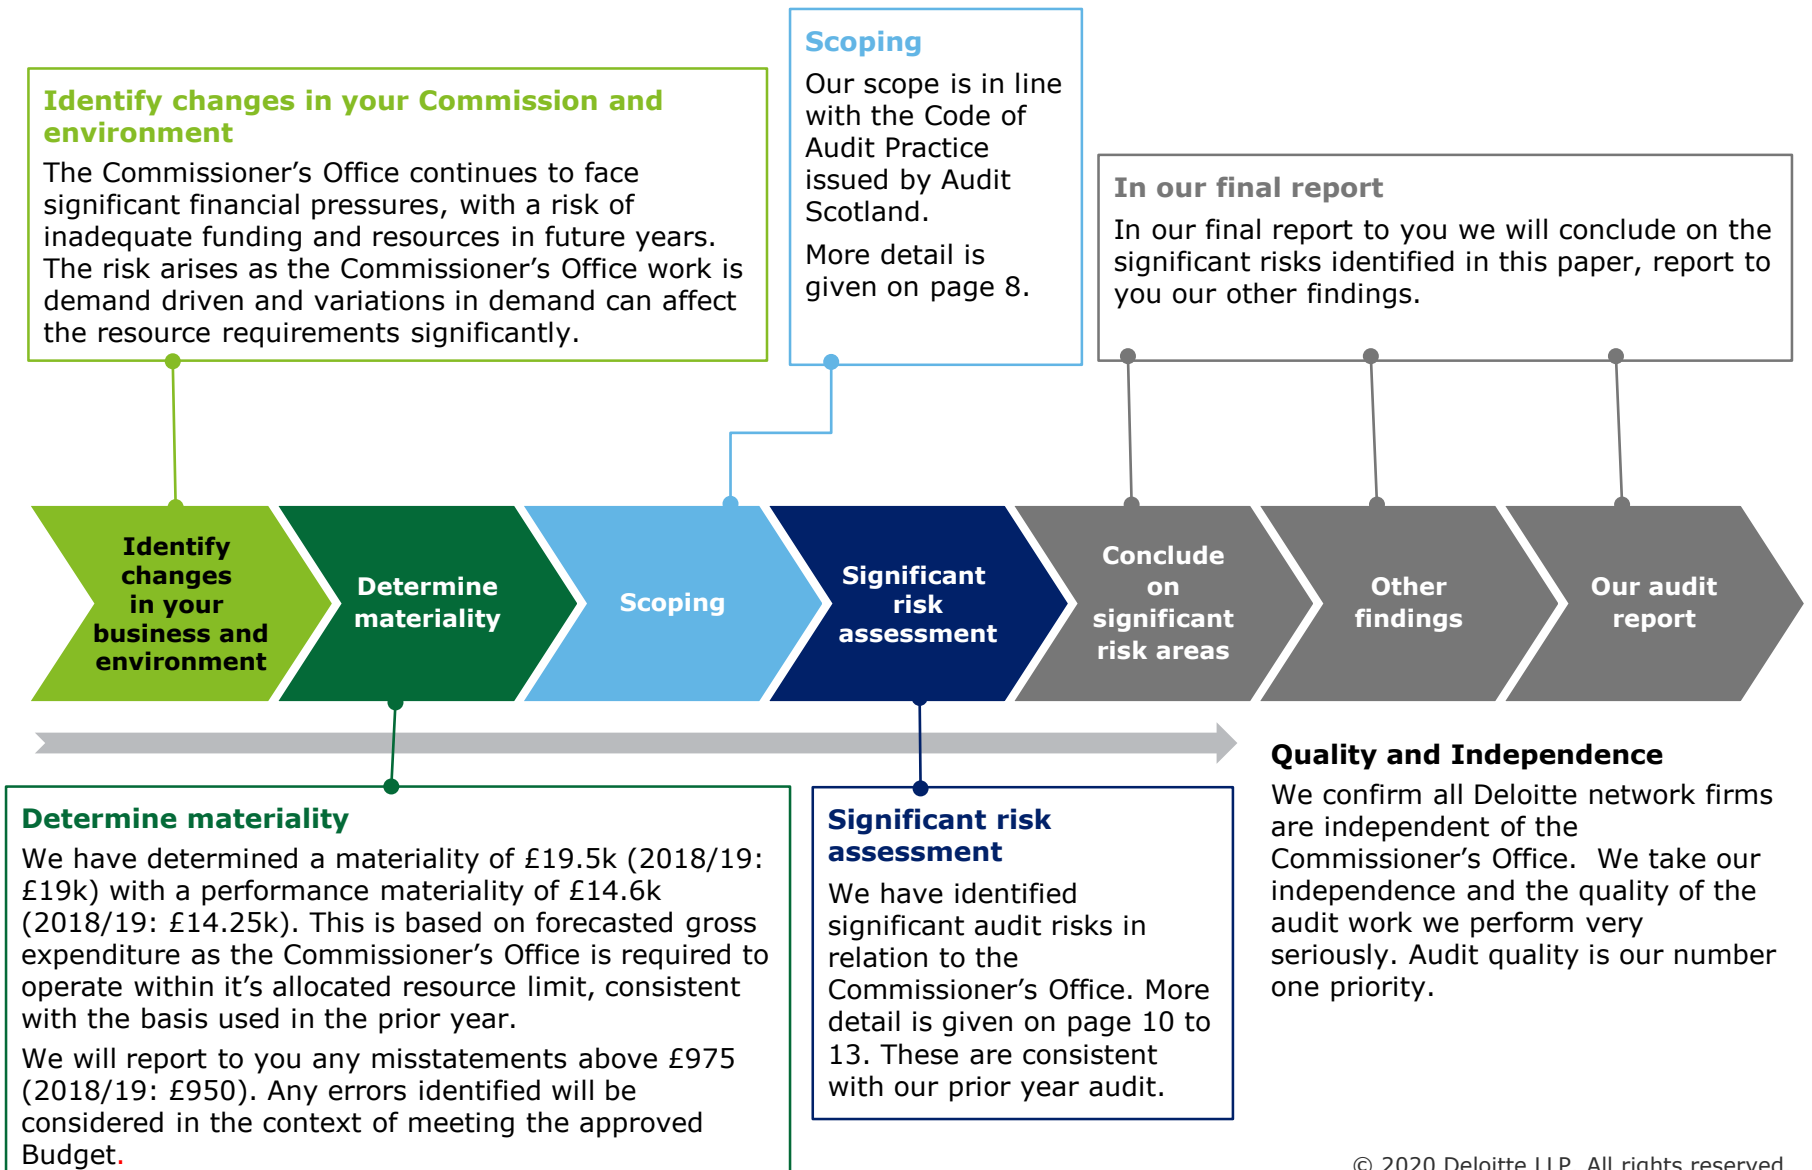 Scoping
Our scope is in line
with the Code of
Audit Practice
issued by Audit
Scotland.
More detail is
given on page 8.
Identify changes in your Commission and
environment
The Commissioner’s Office continues to face
significant financial pressures, with a risk of
inadequate funding and resources in future years.
The risk arises as the Commissioner’s Office work is
demand driven and variations in demand can affect
the resource requirements significantly.
In our final report
In our final report to you we will conclude on the
significant risks identified in this paper, report to
you our other findings.
Identify
changes
in your
business and
environment
Determine
materiality
Scoping
Significant
risk
assessment
Conclude
on
significant
risk areas
Other
findings
Our audit
report
Determine materiality
We have determined a materiality of £19.5k (2018/19:
£19k) with a performance materiality of £14.6k
(2018/19: £14.25k). This is based on forecasted gross
expenditure as the Commissioner’s Office is required to
operate within it’s allocated resource limit, consistent
with the basis used in the prior year.
We will report to you any misstatements above £975
(2018/19: £950). Any errors identified will be
considered in the context of meeting the approved
Budget.
Significant risk
assessment
We have identified
significant audit risks in
relation to the
Commissioner’s Office. More
detail is given on page 10 to
13. These are consistent
with our prior year audit.
Quality and Independence
We confirm all Deloitte network firms
are independent of the
Commissioner’s Office.  We take our
independence and the quality of the
audit work we perform very
seriously. Audit quality is our number
one priority.
© 2020 Deloitte LLP. All rights reserved.